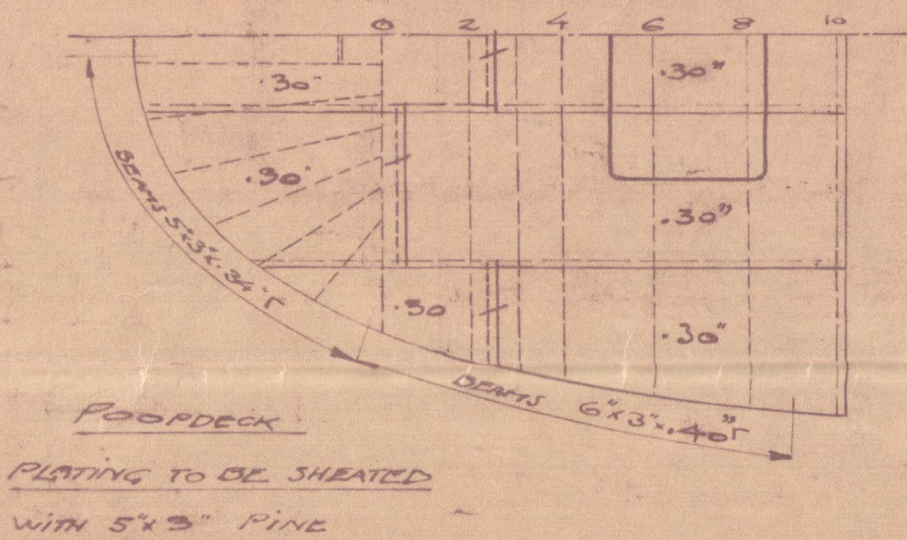 0 2 4 6 8 10
.30" .30"
.30" .30"
.30 .30"
BEAMS 5"x3"x.34" Γ
BEAMS 6"x3"x.40" Γ
POOPDECK
PLATING TO BE SHEATED
WITH 5"x3" PINE